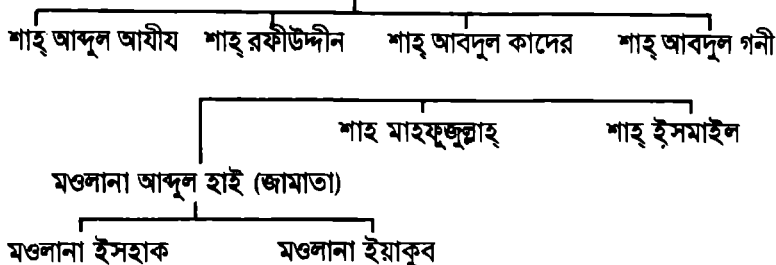 শাহ্ আব্দুল আযীয শাহ্ রফীউদ্দীন শাহ্ আবদুল কাদের শাহ্ আবদুল গনী
শাহ মাহফূজুল্লাহ্ শাহ্ ইসমাইল
মওলানা আব্দুল হাই (জামাতা)
মওলানা ইসহাক মওলানা ইয়াকুব